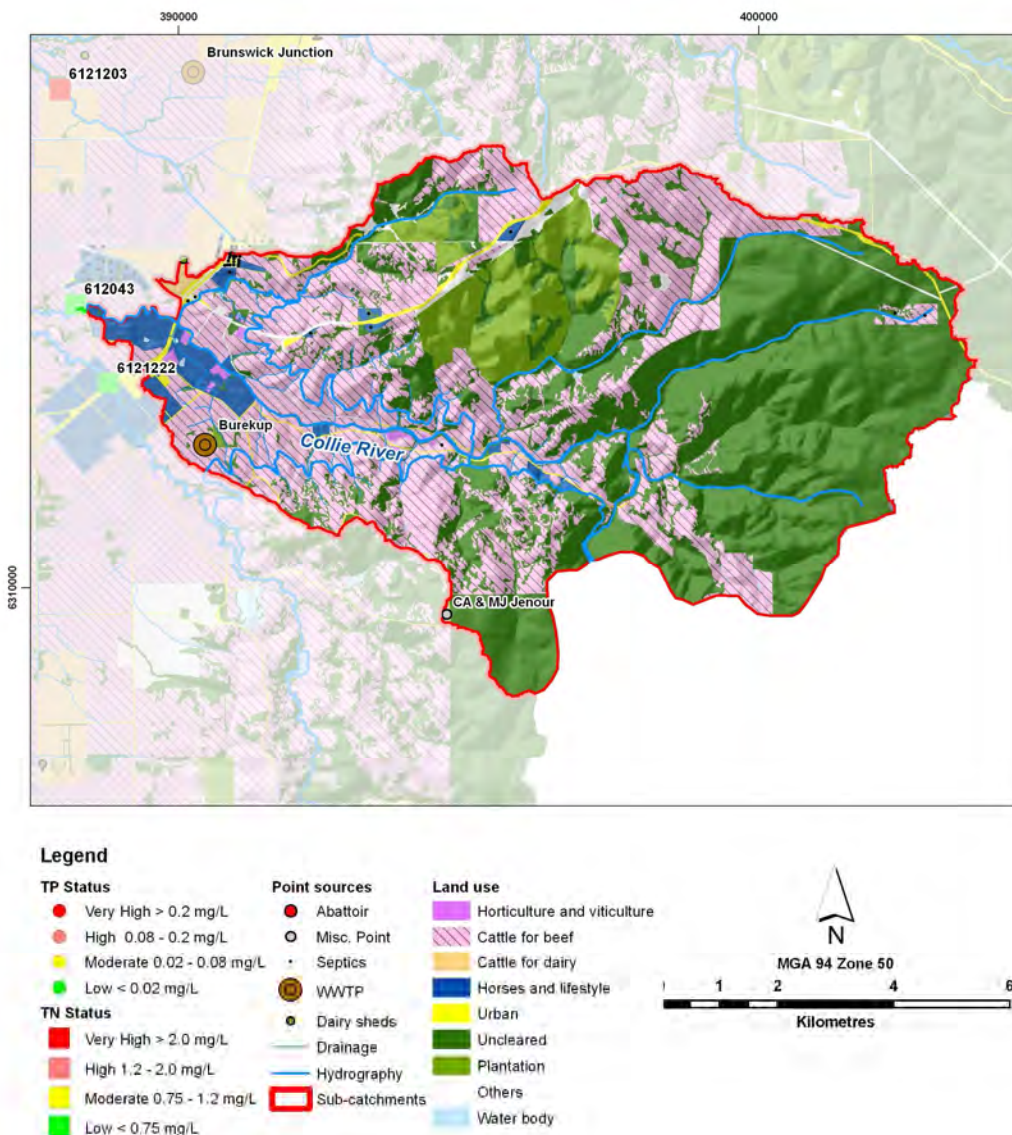 390000
400000
Brunswick Junction
6121203
612043
6121222
Burekup
Collie River
6310000
CA & MJ Jenour
Legend
TP Status
Very High > 0.2 mg/L
High 0.08 - 0.2 mg/L
Moderate 0.02 - 0.08 mg/L
Low < 0.02 mg/L
TN Status
Very High > 2.0 mg/L
High 1.2 - 2.0 mg/L
Moderate 0.75 - 1.2 mg/L
Low < 0.75 mg/L
Point sources
Abattoir
Misc. Point
Septics
WWTP
Dairy sheds
Drainage
Hydrography
Sub-catchments
Land use
Horticulture and viticulture
Cattle for beef
Cattle for dairy
Horses and lifestyle
Urban
Uncleared
Plantation
Others
Water body
N
MGA 94 Zone 50
0 1 2 4 6
Kilometres